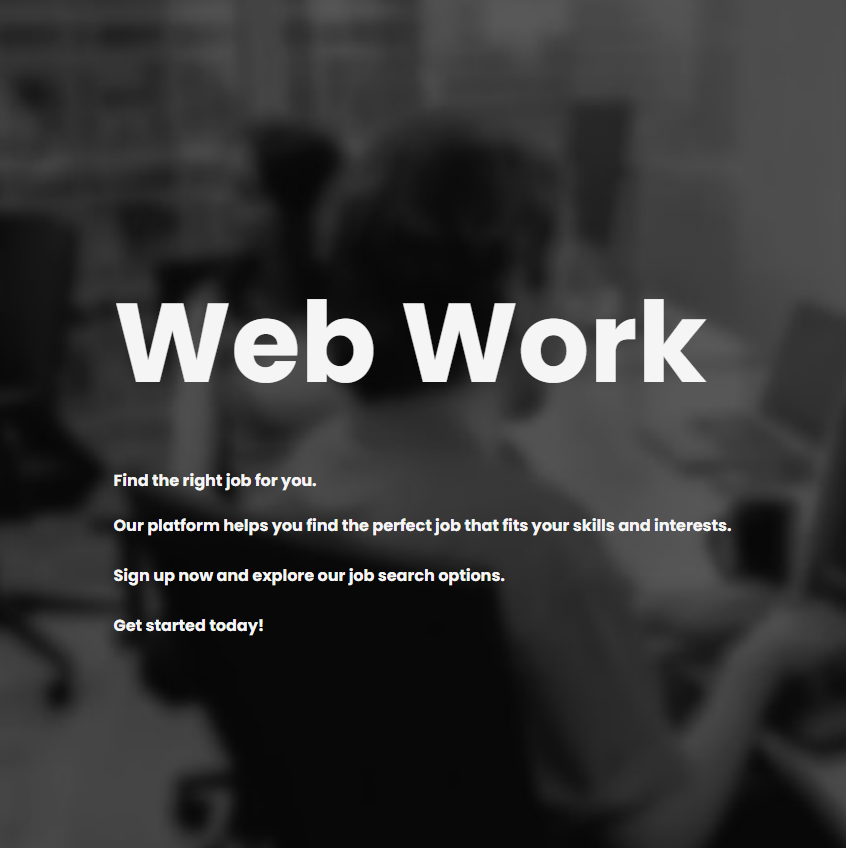 Web Work
Find the right job for you.
Our platform helps you find the perfect job that fits your skills and interests.
Sign up now and explore our job search options.
Get started today!